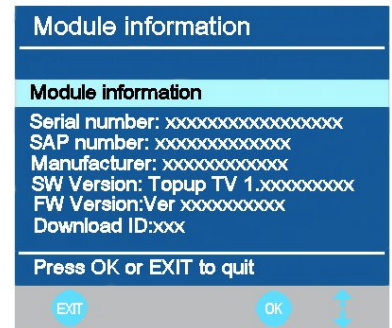 Module information
Module information
Serial number: xxxxxxxxxxxxxxxxx
SAP number: xxxxxxxxxxxxx
Manufacturer: xxxxxxxxxxxx
SW Version: Topup TV 1.xxxxxxxxx
FW Version:Ver xxxxxxxxxx
Download ID:xxx
Press OK or EXIT to quit
EXIT OK